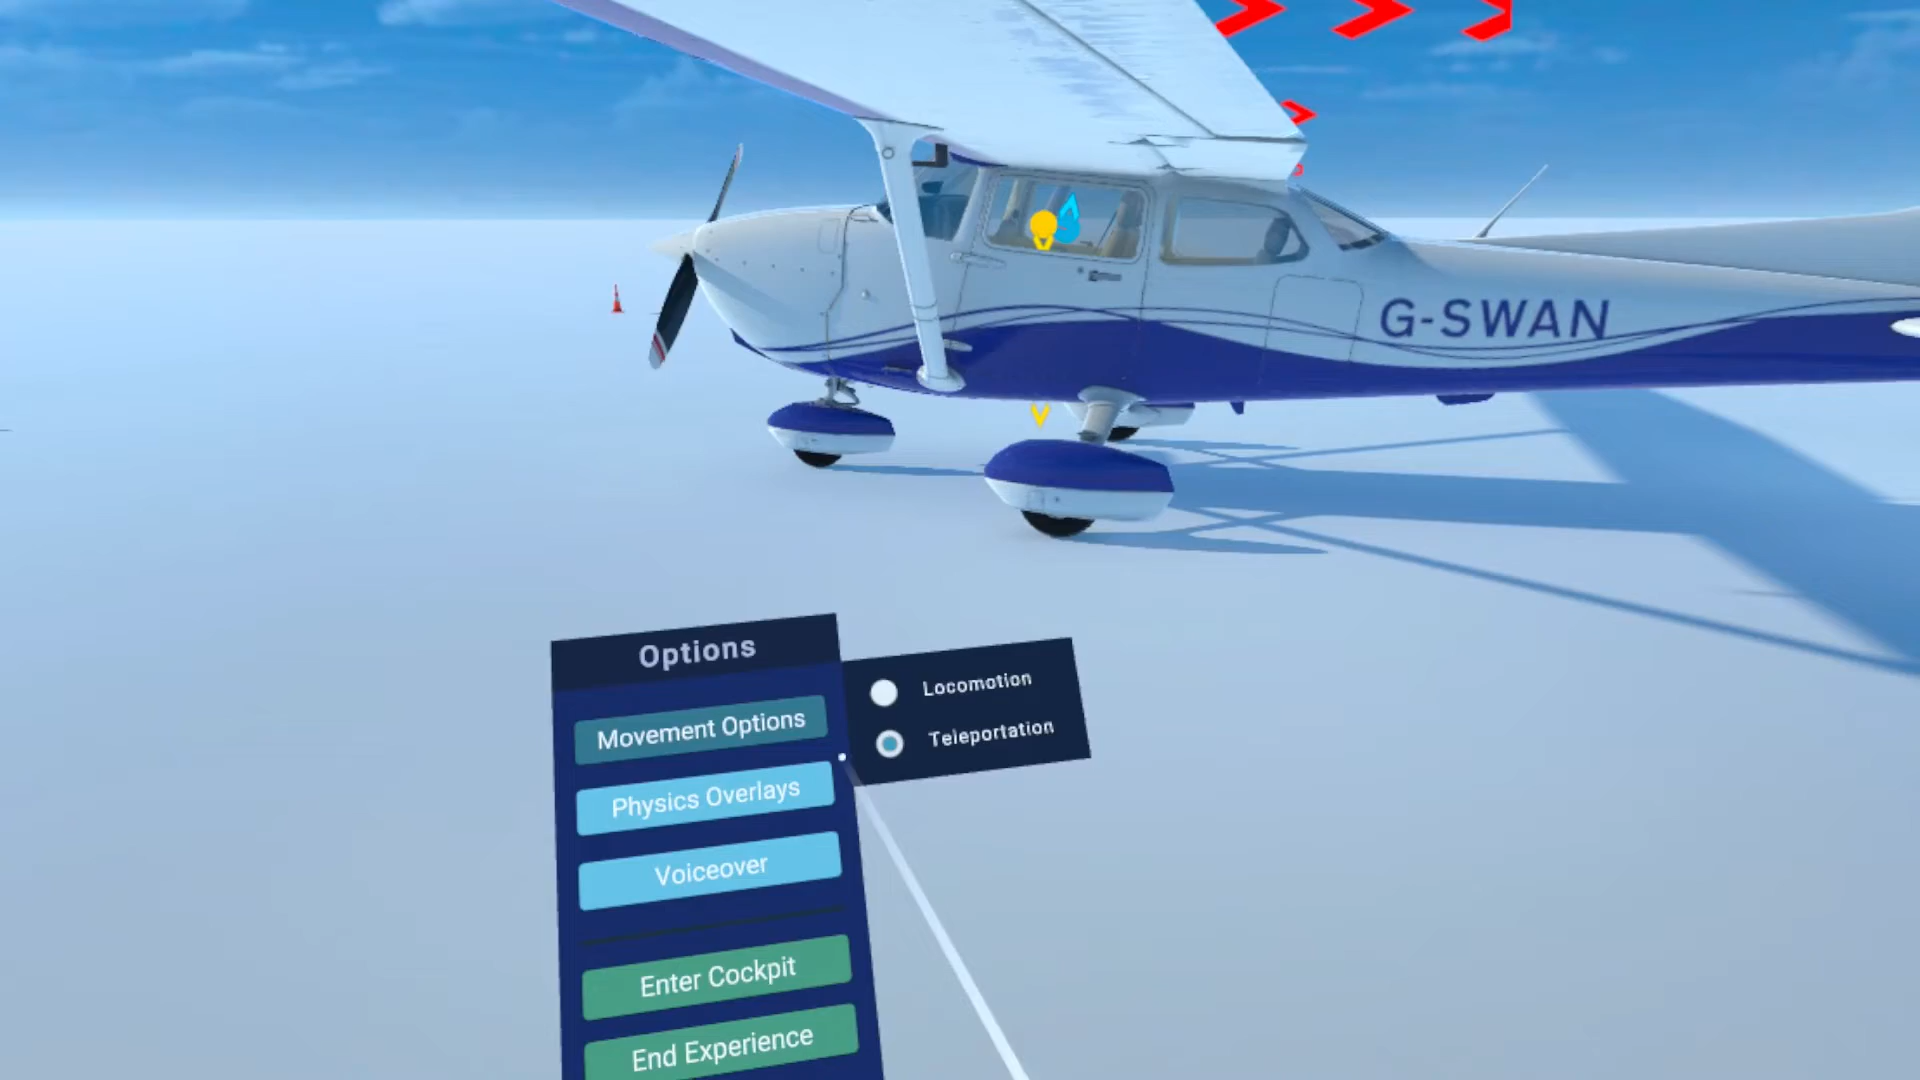 G-SWAN
Options
Locomotion
Movement Options
Teleportation
Physics Overlays
Voiceover
Enter Cockpit
End Experience